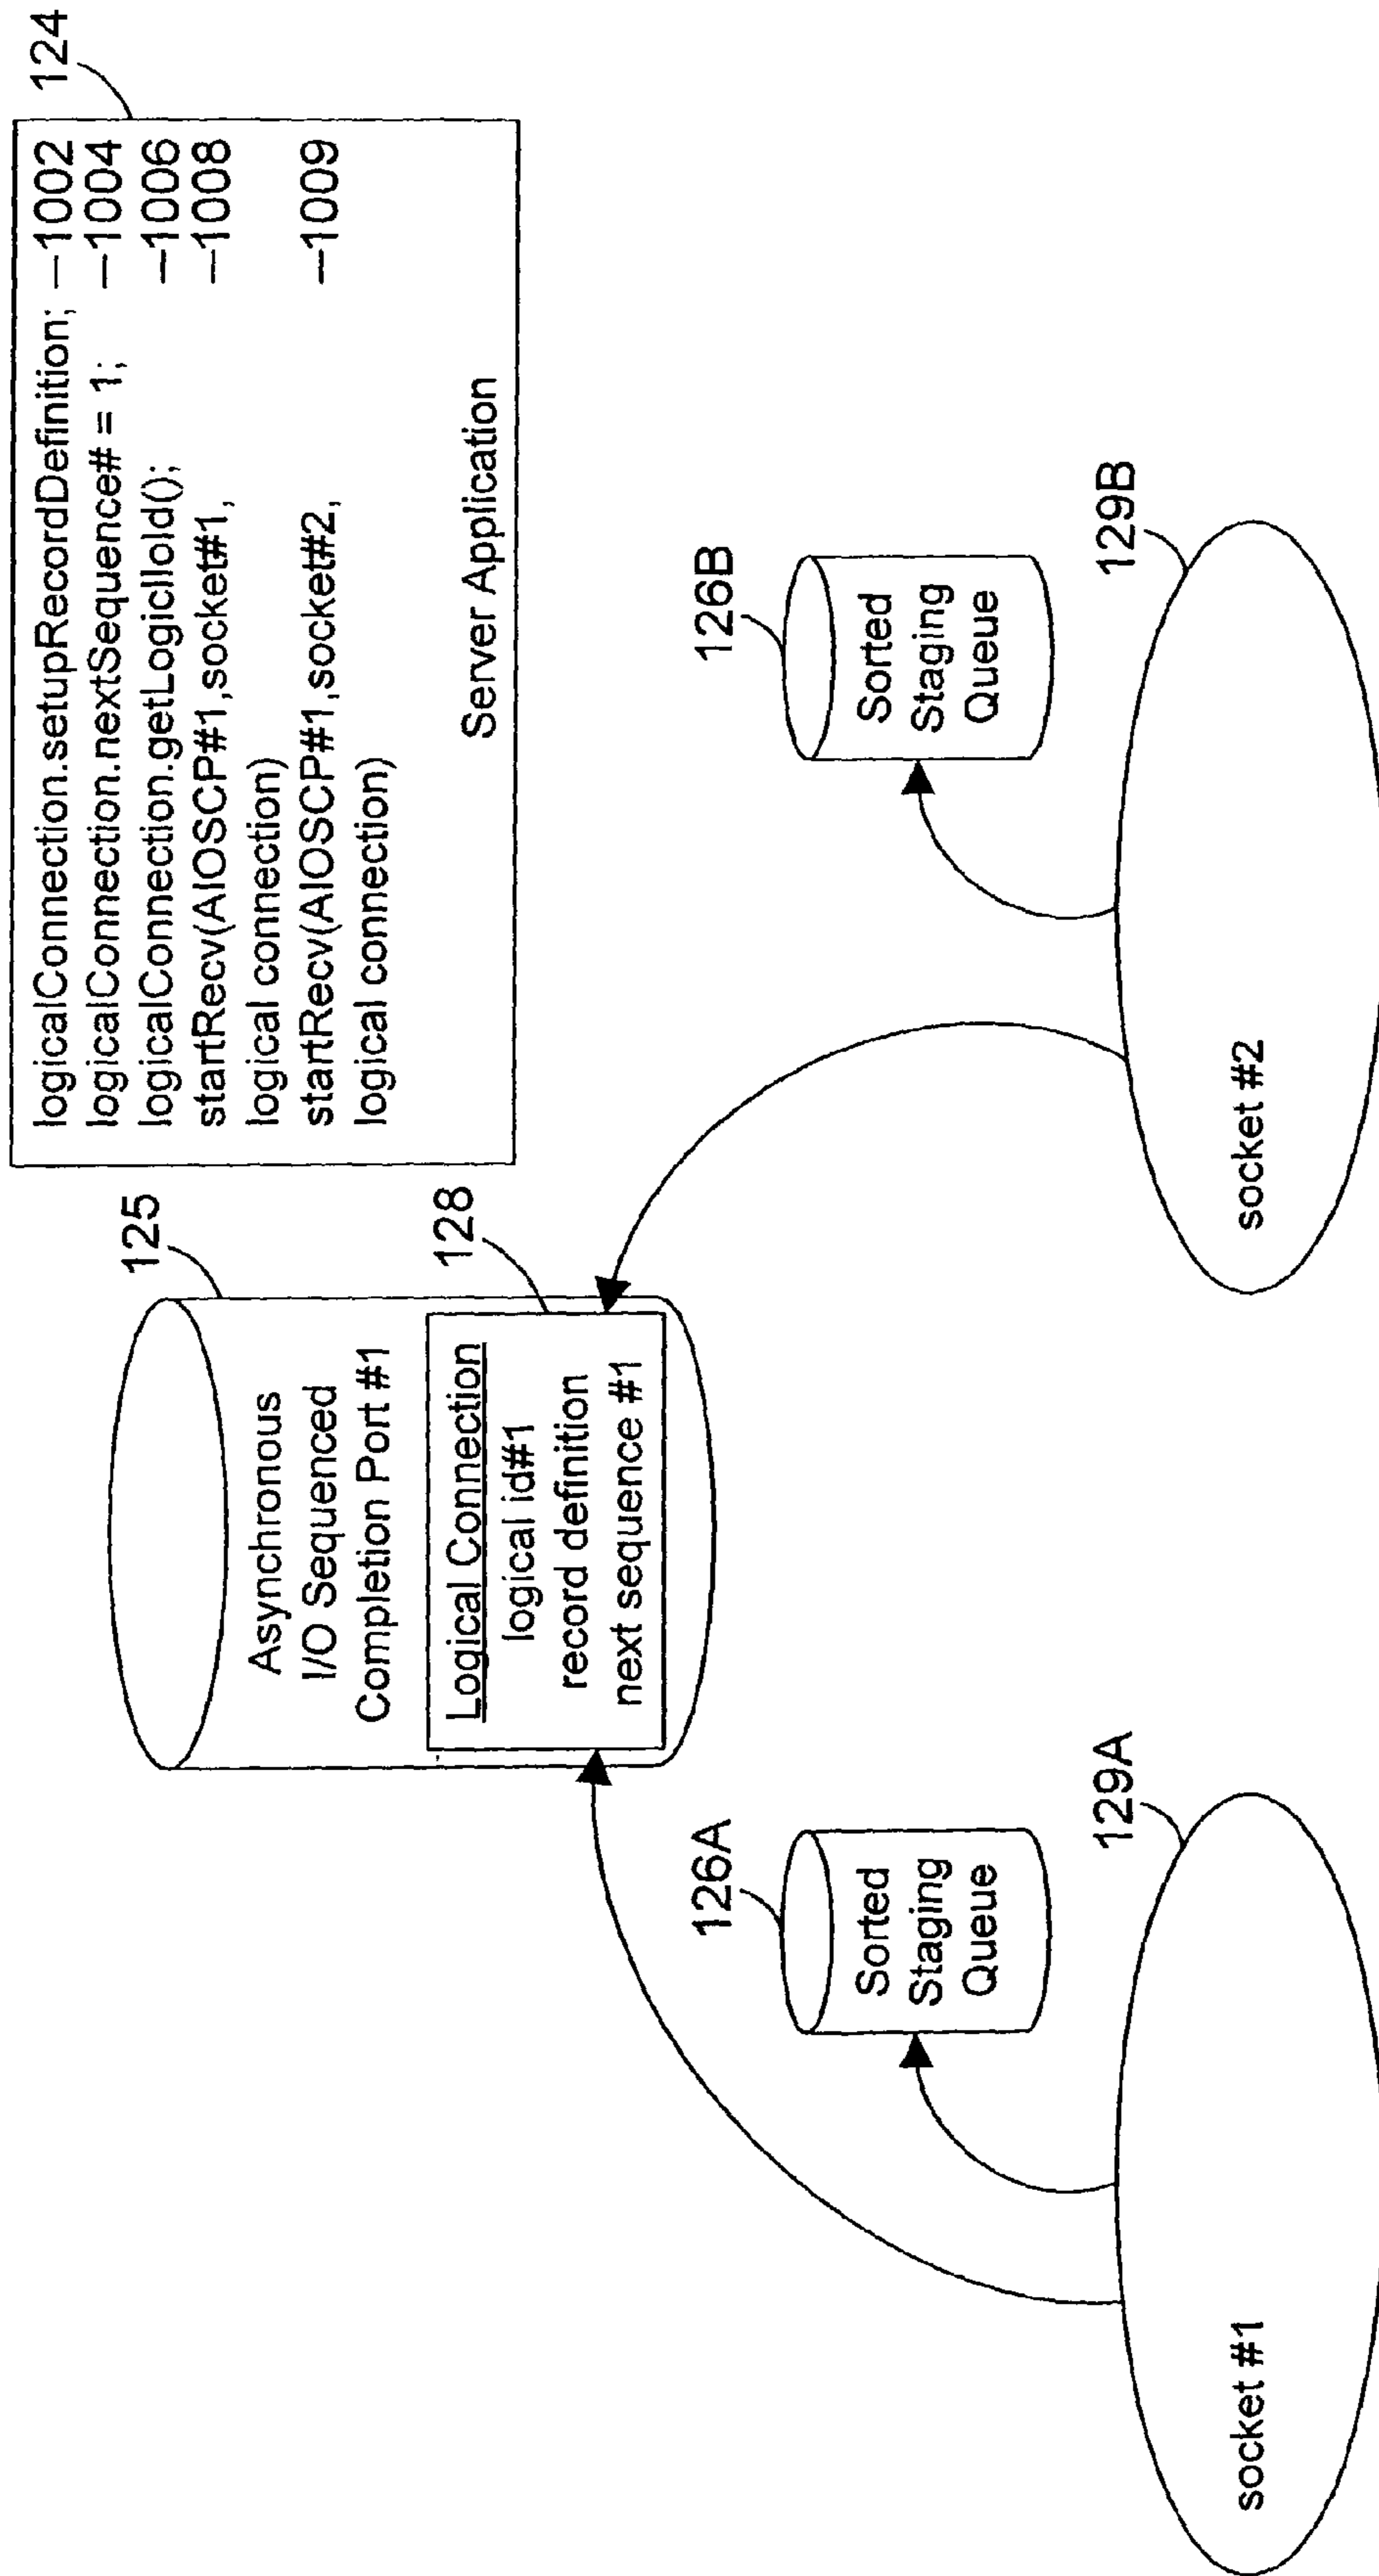 124
logicalConnection.setupRecordDefinition; —1002
logicalConnection.nextSequence# = 1; —1004
logicalConnection.getLogicIIoId(); —1006
startRecv(AIOSCP#1,socket#1, —1008
logical connection)
startRecv(AIOSCP#1,socket#2, —1009
logical connection)
Server Application
125
Asynchronous
I/O Sequenced
Completion Port #1
128
Logical Connection
logical id#1
record definition
next sequence #1
126A
Sorted
Staging
Queue
129A
socket #1
126B
Sorted
Staging
Queue
129B
socket #2